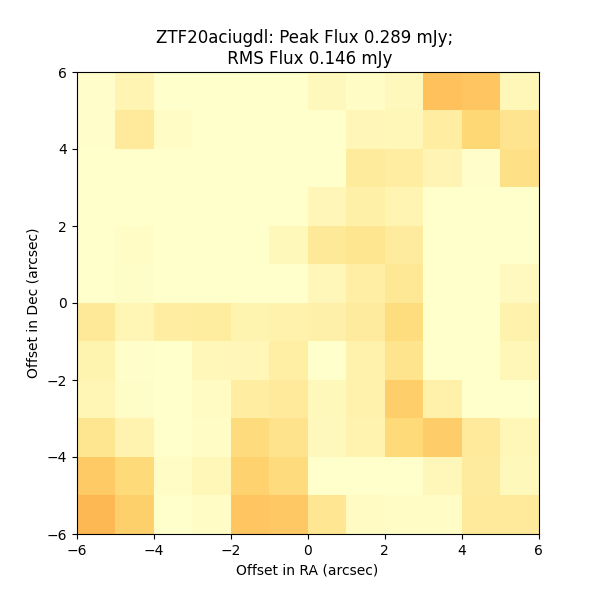 ZTF20aciugdl: Peak Flux 0.289 mJy;
RMS Flux 0.146 mJy
6
4
2
0
−2
−4
−6
Offset in Dec (arcsec)
−6 −4 −2 0 2 4 6
Offset in RA (arcsec)